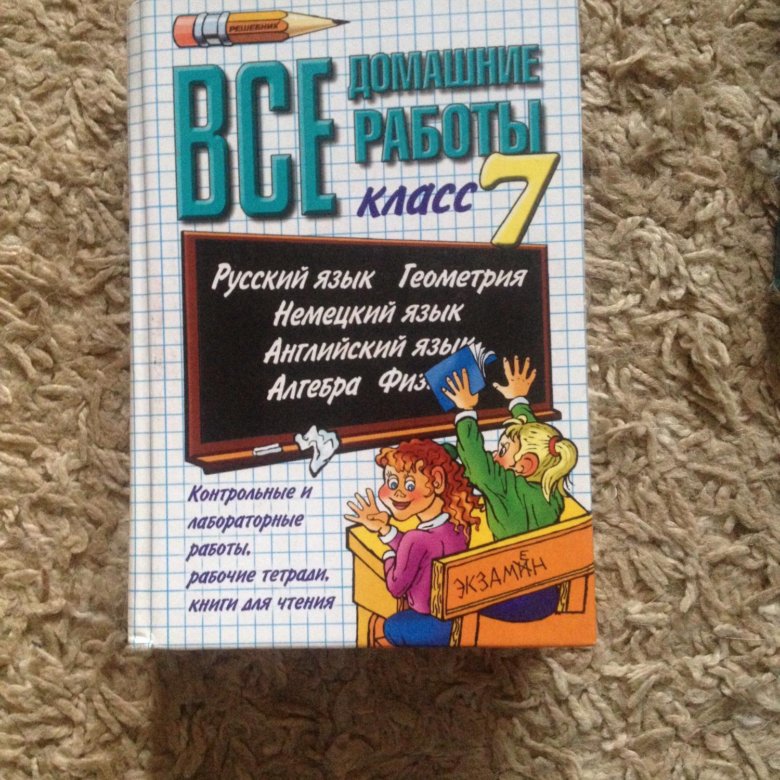 РЕШЕБНИК
ВСЕ ДОМАШНИЕ
РАБОТЫ
класс 7
Русский язык Геометрия
Немецкий язык
Английский язык
Алгебра Физ
Контрольные и
лабораторные
работы,
рабочие тетради,
книги для чтения
ЭКЗАМЕН